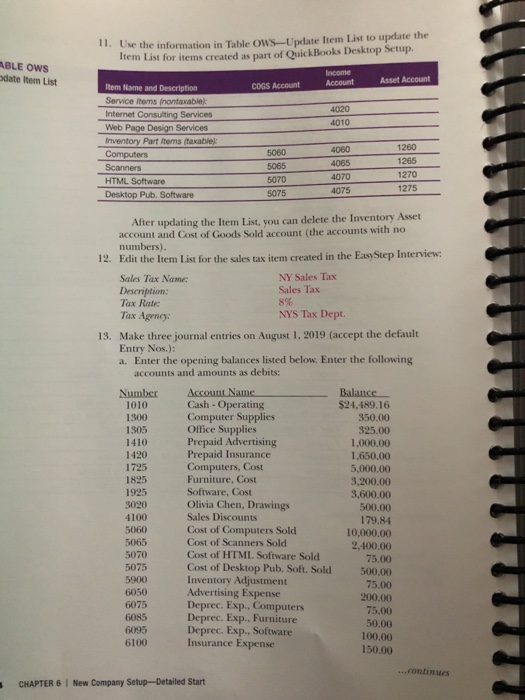 11. Use the information in Table OWS—Update Item List to update the
Item List for items created as part of QuickBooks Desktop Setup.
ABLE OWS
odate Item List
Item Name and Description COGS Account Income Account Asset Account
Service Items (nontaxable):
Internet Consulting Services 4020
Web Page Design Services 4010
Inventory Part Items (taxable):
Computers 5060 4060 1260
Scanners 5065 4065 1265
HTML Software 5070 4070 1270
Desktop Pub. Software 5075 4075 1275
After updating the Item List, you can delete the Inventory Asset
account and Cost of Goods Sold account (the accounts with no
numbers).
12. Edit the Item List for the sales tax item created in the EasyStep Interview:
Sales Tax Name: NY Sales Tax
Description: Sales Tax
Tax Rate: 8%
Tax Agency: NYS Tax Dept.
13. Make three journal entries on August 1, 2019 (accept the default
Entry Nos.):
a. Enter the opening balances listed below. Enter the following
accounts and amounts as debits:
Number Account Name Balance
1010 Cash - Operating $24,489.16
1300 Computer Supplies 350.00
1305 Office Supplies 325.00
1410 Prepaid Advertising 1,000.00
1420 Prepaid Insurance 1,650.00
1725 Computers, Cost 5,000.00
1825 Furniture, Cost 3,200.00
1925 Software, Cost 3,600.00
3020 Olivia Chen, Drawings 500.00
4100 Sales Discounts 179.84
5060 Cost of Computers Sold 10,000.00
5065 Cost of Scanners Sold 2,400.00
5070 Cost of HTML Software Sold 75.00
5075 Cost of Desktop Pub. Soft. Sold 500.00
5900 Inventory Adjustment 75.00
6050 Advertising Expense 200.00
6075 Deprec. Exp., Computers 75.00
6085 Deprec. Exp., Furniture 50.00
6095 Deprec. Exp., Software 100.00
6100 Insurance Expense 150.00
...continues
CHAPTER 6 | New Company Setup—Detailed Start